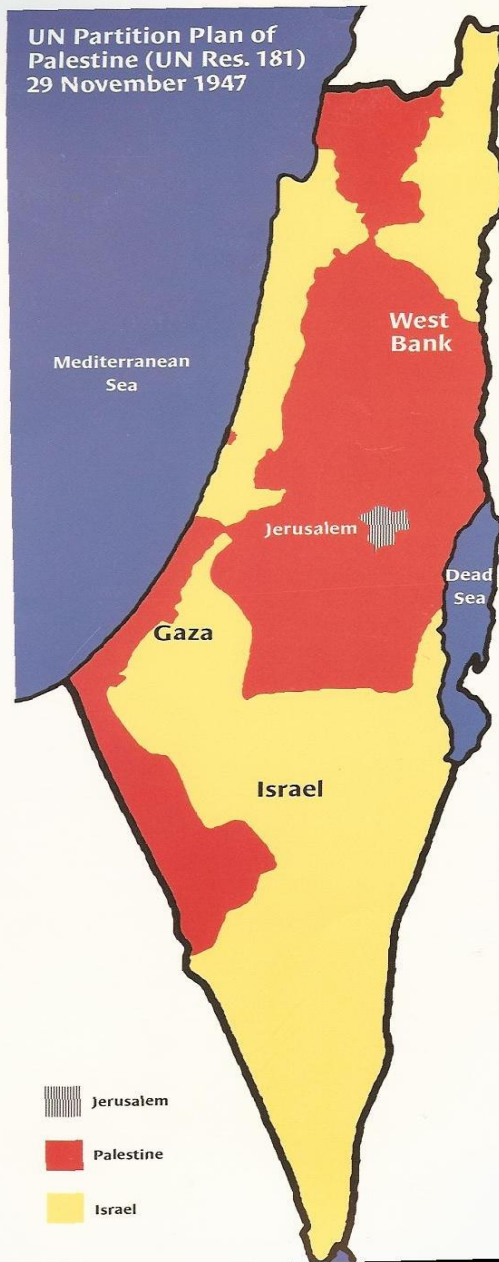 UN Partition Plan of
Palestine (UN Res. 181)
29 November 1947
West
Bank
Mediterranean
Sea
Jerusalem
Dead
Sea
Gaza
Israel
Jerusalem
Palestine
Israel